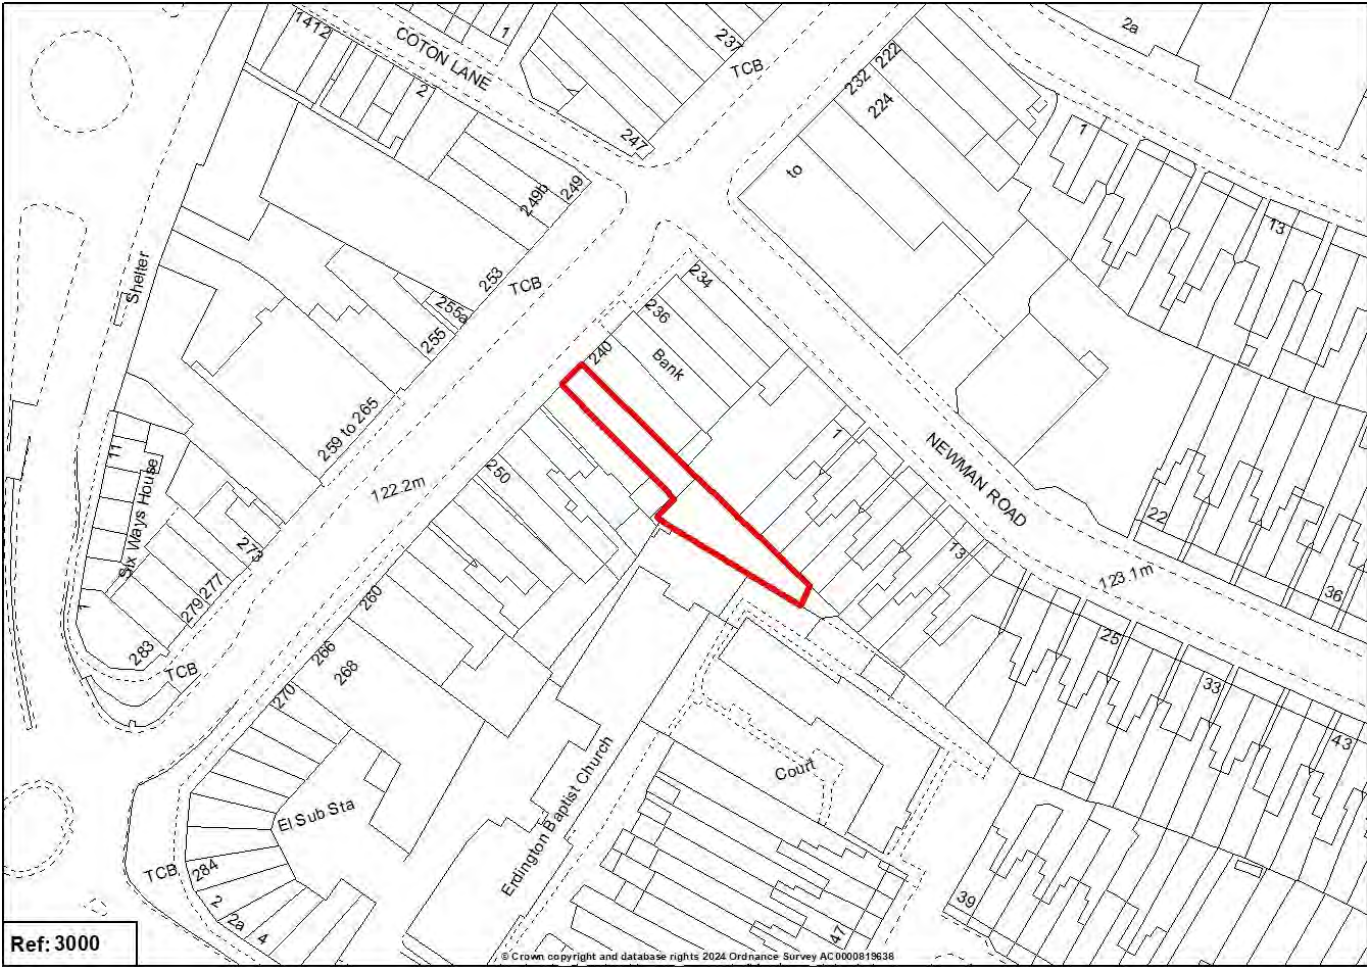 1412
COTON LANE
1
2
237
TCB
247
249b
249
232
222
224
to
2a
1
13
Shelter
253
TCB
255a
255
234
236
Bank
240
259 to 265
122.2m
250
1
NEWMAN ROAD
13
22
123.1m
36
25
33
43
11
Six Ways House
273
277
279
1
283
TCB
260
266
268
270
El Sub Sta
Erdington Baptist Church
Court
TCB
284
2
2a
4
47
39
Ref: 3000
© Crown copyright and database rights 2024 Ordnance Survey AC0000819636